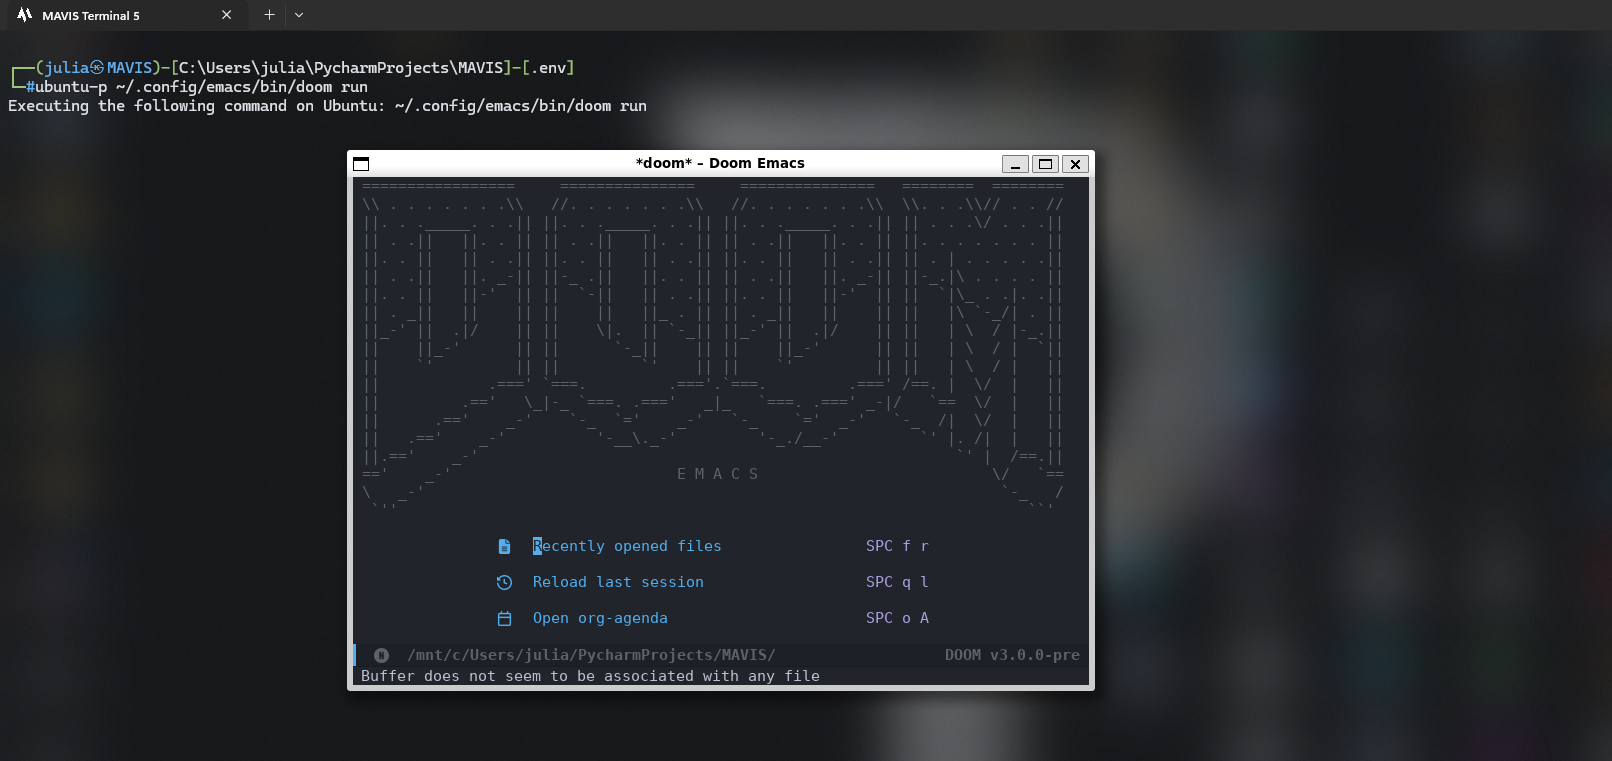 MAVIS Terminal 5
┌──(julia㉿MAVIS)-[C:\Users\julia\PycharmProjects\MAVIS]-[.env]
└─#ubuntu-p ~/.config/emacs/bin/doom run
Executing the following command on Ubuntu: ~/.config/emacs/bin/doom run
*doom* – Doom Emacs
E M A C S
Recently opened files SPC f r
Reload last session SPC q l
Open org-agenda SPC o A
N /mnt/c/Users/julia/PycharmProjects/MAVIS/ DOOM v3.0.0-pre
Buffer does not seem to be associated with any file